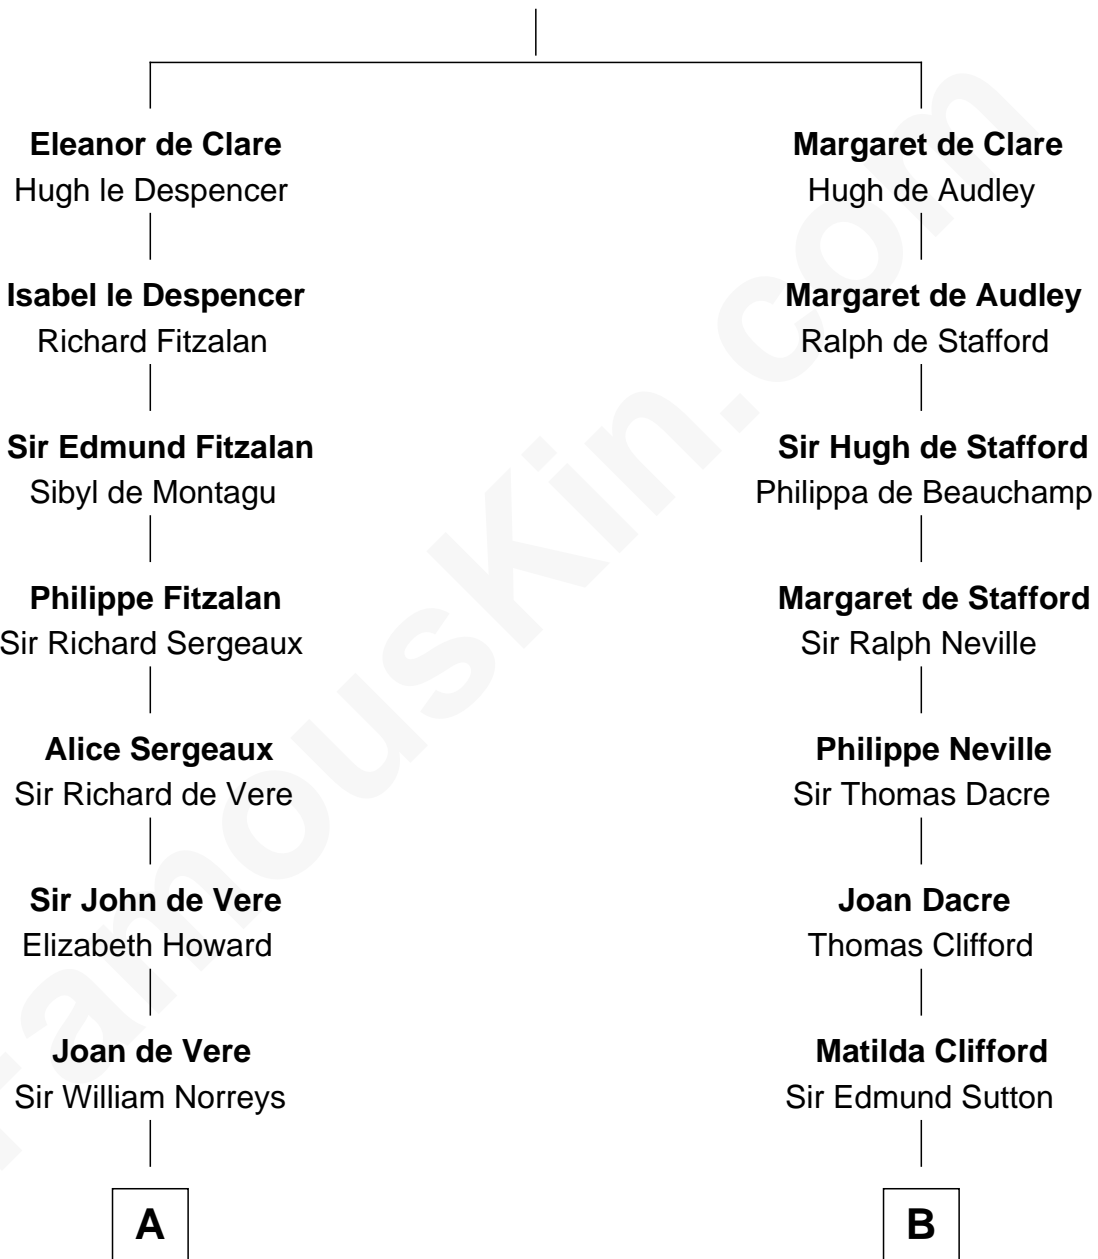 Eleanor de Clare
Hugh le Despencer
Isabel le Despencer
Richard Fitzalan
Sir Edmund Fitzalan
Sibyl de Montagu
Philippe Fitzalan
Sir Richard Sergeaux
Alice Sergeaux
Sir Richard de Vere
Sir John de Vere
Elizabeth Howard
Joan de Vere
Sir William Norreys
A
Margaret de Clare
Hugh de Audley
Margaret de Audley
Ralph de Stafford
Sir Hugh de Stafford
Philippa de Beauchamp
Margaret de Stafford
Sir Ralph Neville
Philippe Neville
Sir Thomas Dacre
Joan Dacre
Thomas Clifford
Matilda Clifford
Sir Edmund Sutton
B
FamousKin.com